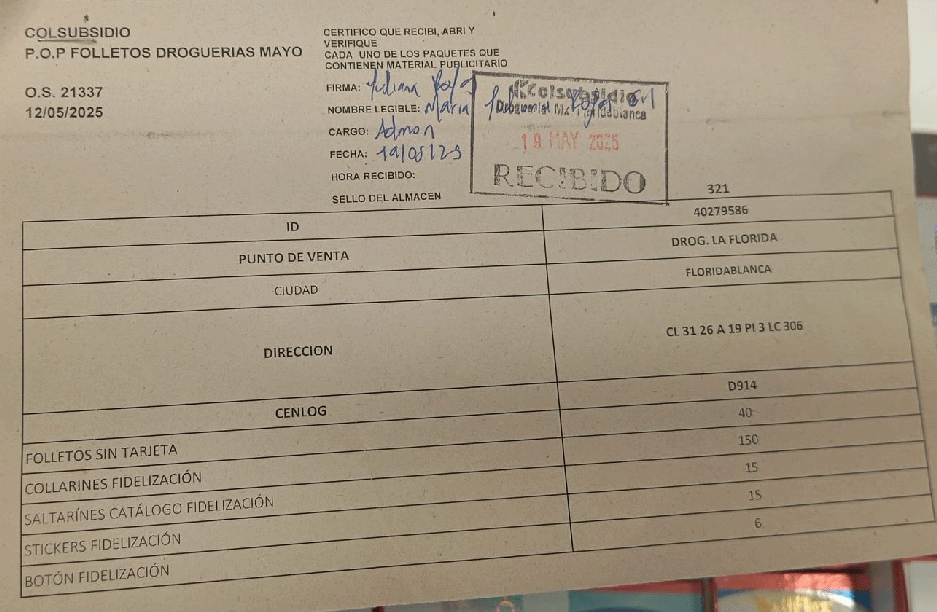 COLSUBSIDIO
P.O.P FOLLETOS DROGUERIAS MAYO
O.S. 21337
12/05/2025
CERTIFICO QUE RECIBI, ABRI Y
VERIFIQUE
CADA UNO DE LOS PAQUETES QUE
CONTIENEN MATERIAL PUBLICITARIO
FIRMA: Juliana
NOMBRE LEGIBLE: Maria
CARGO: Admon
FECHA: 19/05/25
HORA RECIBIDO:
SELLO DEL ALMACEN
Colsubsidio
19 MAY 2025
RECIBIDO
321
ID 40279586
PUNTO DE VENTA DROG. LA FLORIDA
CIUDAD FLORIDABLANCA
DIRECCION CL 31 26 A 19 PI 3 LC 306
CENLOG D914
FOLLETOS SIN TARJETA 40
COLLARINES FIDELIZACIÓN 150
SALTARÍNES CATÁLOGO FIDELIZACIÓN 15
STICKERS FIDELIZACIÓN 15
BOTÓN FIDELIZACIÓN 6